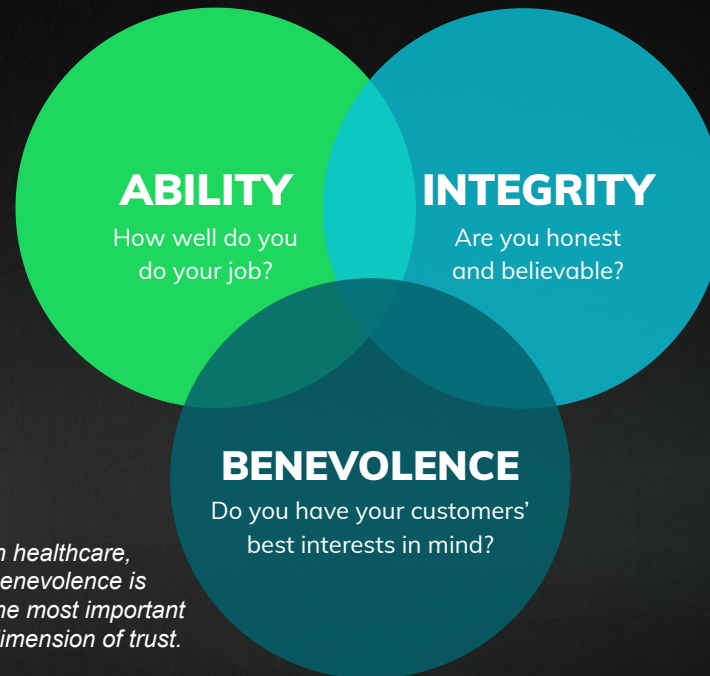 ABILITY
How well do you
do your job?
INTEGRITY
Are you honest
and believable?
BENEVOLENCE
Do you have your customers’
best interests in mind?
n healthcare,
enevolence is
he most important
imension of trust.